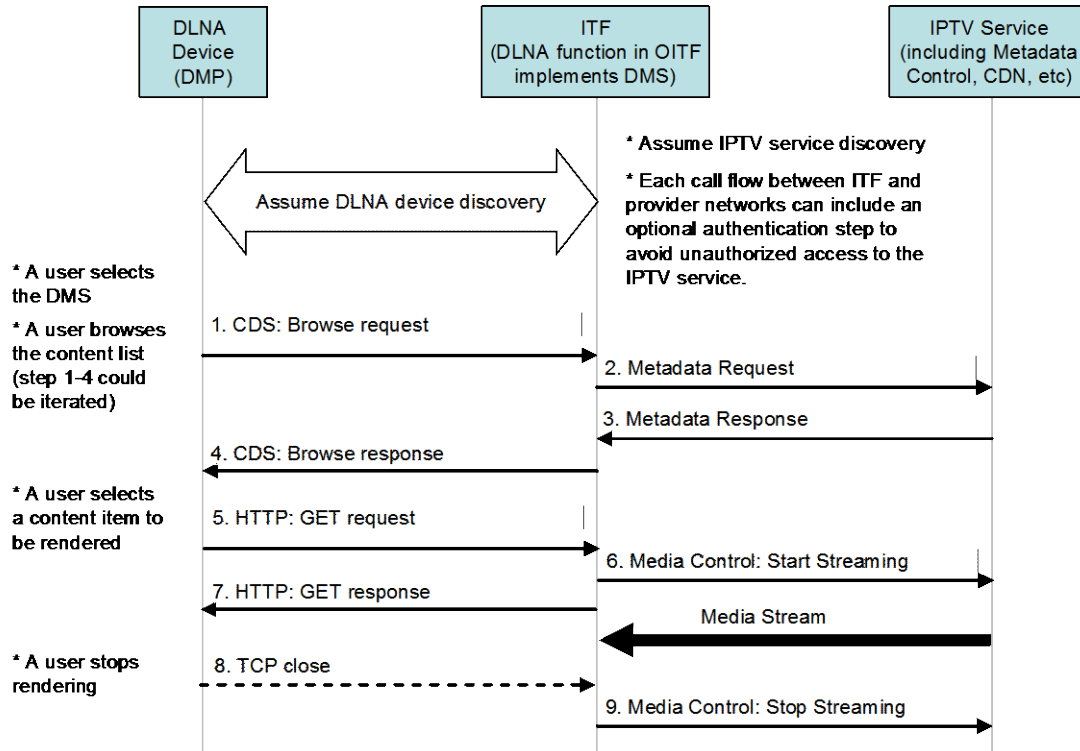 DLNA
Device
(DMP)
ITF
(DLNA function in OITF
implements DMS)
IPTV Service
(including Metadata
Control, CDN, etc)
* Assume IPTV service discovery
* Each call flow between ITF and
provider networks can include an
optional authentication step to
avoid unauthorized access to the
IPTV service.
Assume DLNA device discovery
* A user selects
the DMS
* A user browses
the content list
(step 1-4 could
be iterated)
1. CDS: Browse request
2. Metadata Request
3. Metadata Response
4. CDS: Browse response
* A user selects
a content item to
be rendered
5. HTTP: GET request
6. Media Control: Start Streaming
7. HTTP: GET response
Media Stream
* A user stops
rendering
8. TCP close
9. Media Control: Stop Streaming